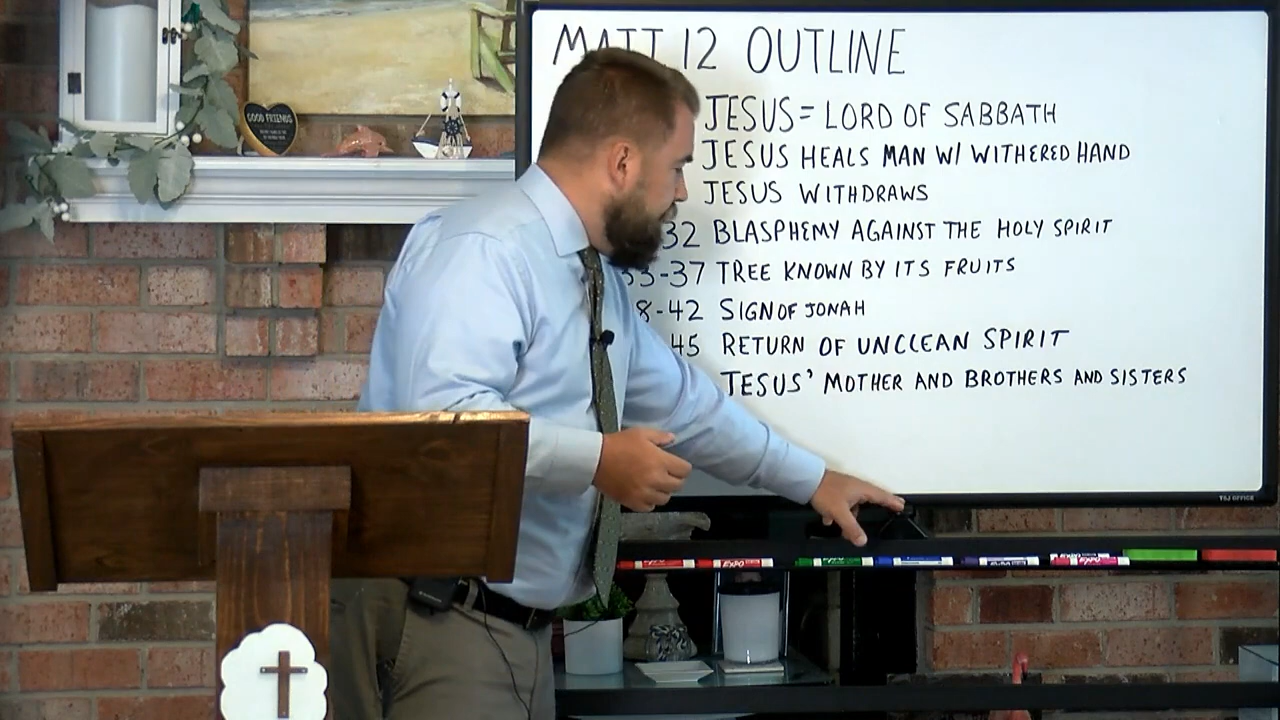 MATT 12 OUTLINE
JESUS = LORD OF SABBATH
JESUS HEALS MAN W/ WITHERED HAND
JESUS WITHDRAWS
32 BLASPHEMY AGAINST THE HOLY SPIRIT
33-37 TREE KNOWN BY ITS FRUITS
8-42 SIGN OF JONAH
45 RETURN OF UNCLEAN SPIRIT
JESUS' MOTHER AND BROTHERS AND SISTERS
GOOD FRIENDS
TSJ OFFICE
EXPO
EXPO